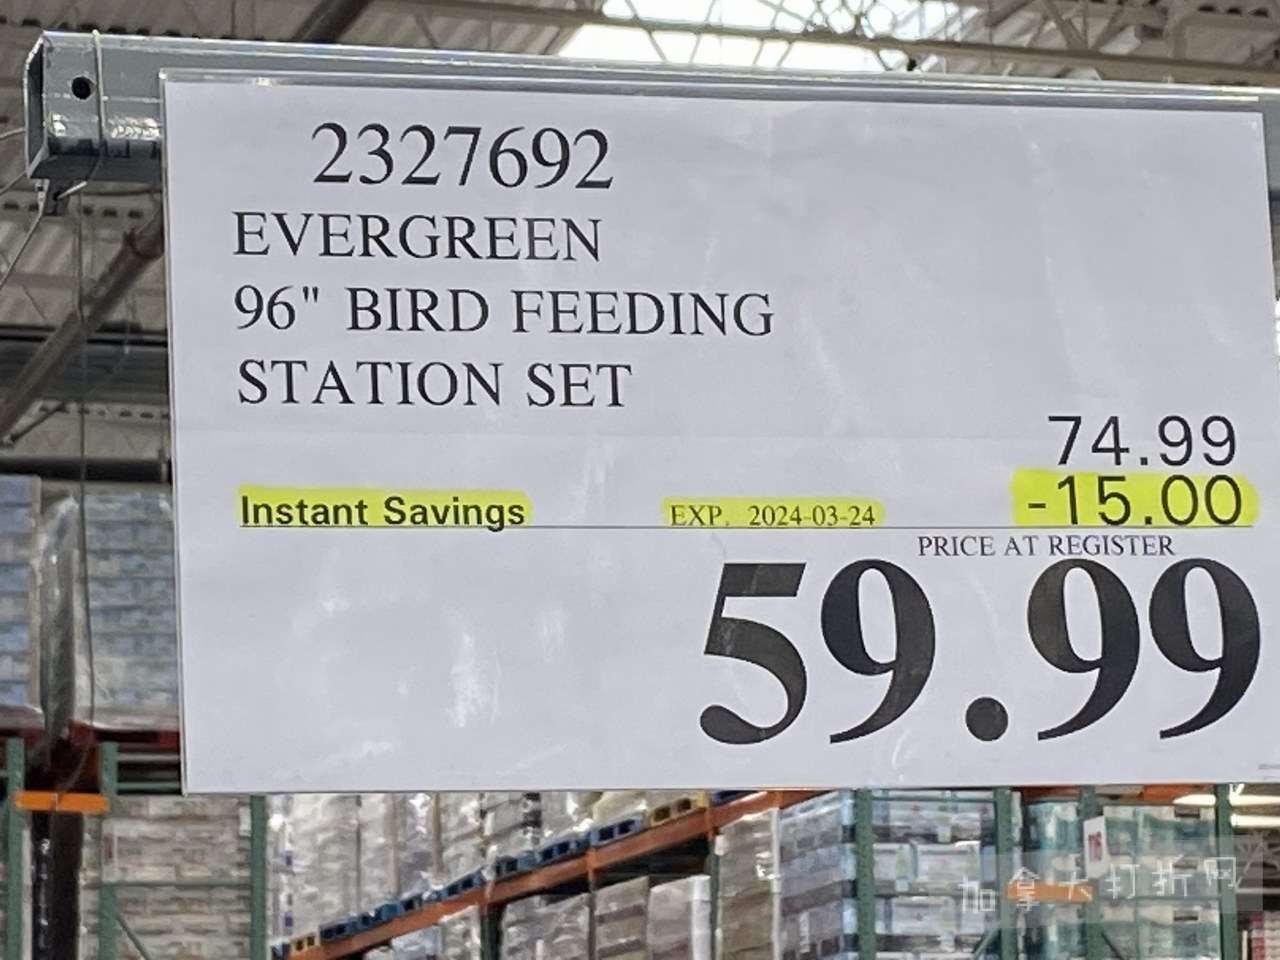 2327692
EVERGREEN
96" BIRD FEEDING
STATION SET
74.99
Instant Savings EXP. 2024-03-24 -15.00
PRICE AT REGISTER
59.99
加拿大打折网